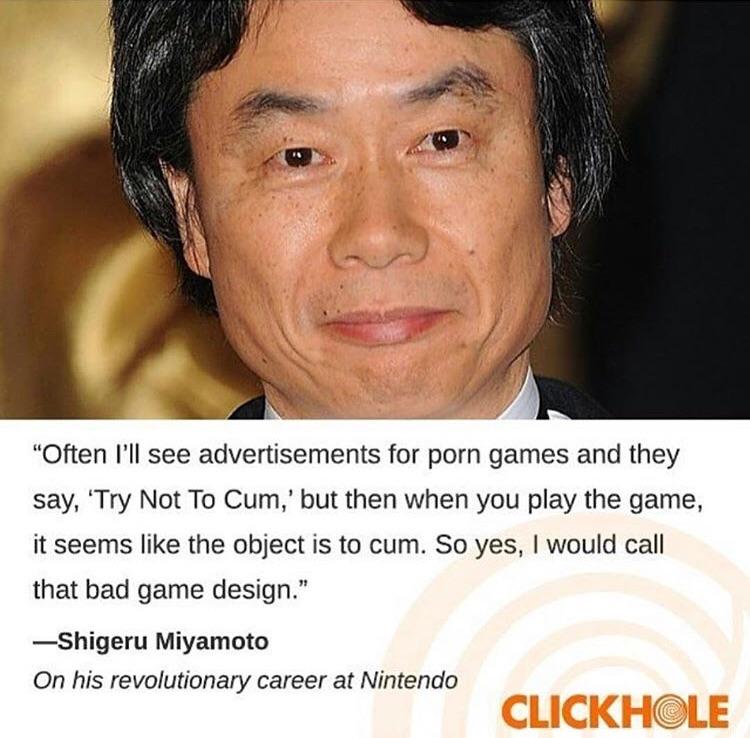 “Often I’ll see advertisements for porn games and they
say, ‘Try Not To Cum,’ but then when you play the game,
it seems like the object is to cum. So yes, I would call
that bad game design.”
—Shigeru Miyamoto
On his revolutionary career at Nintendo
CLICKHOLE